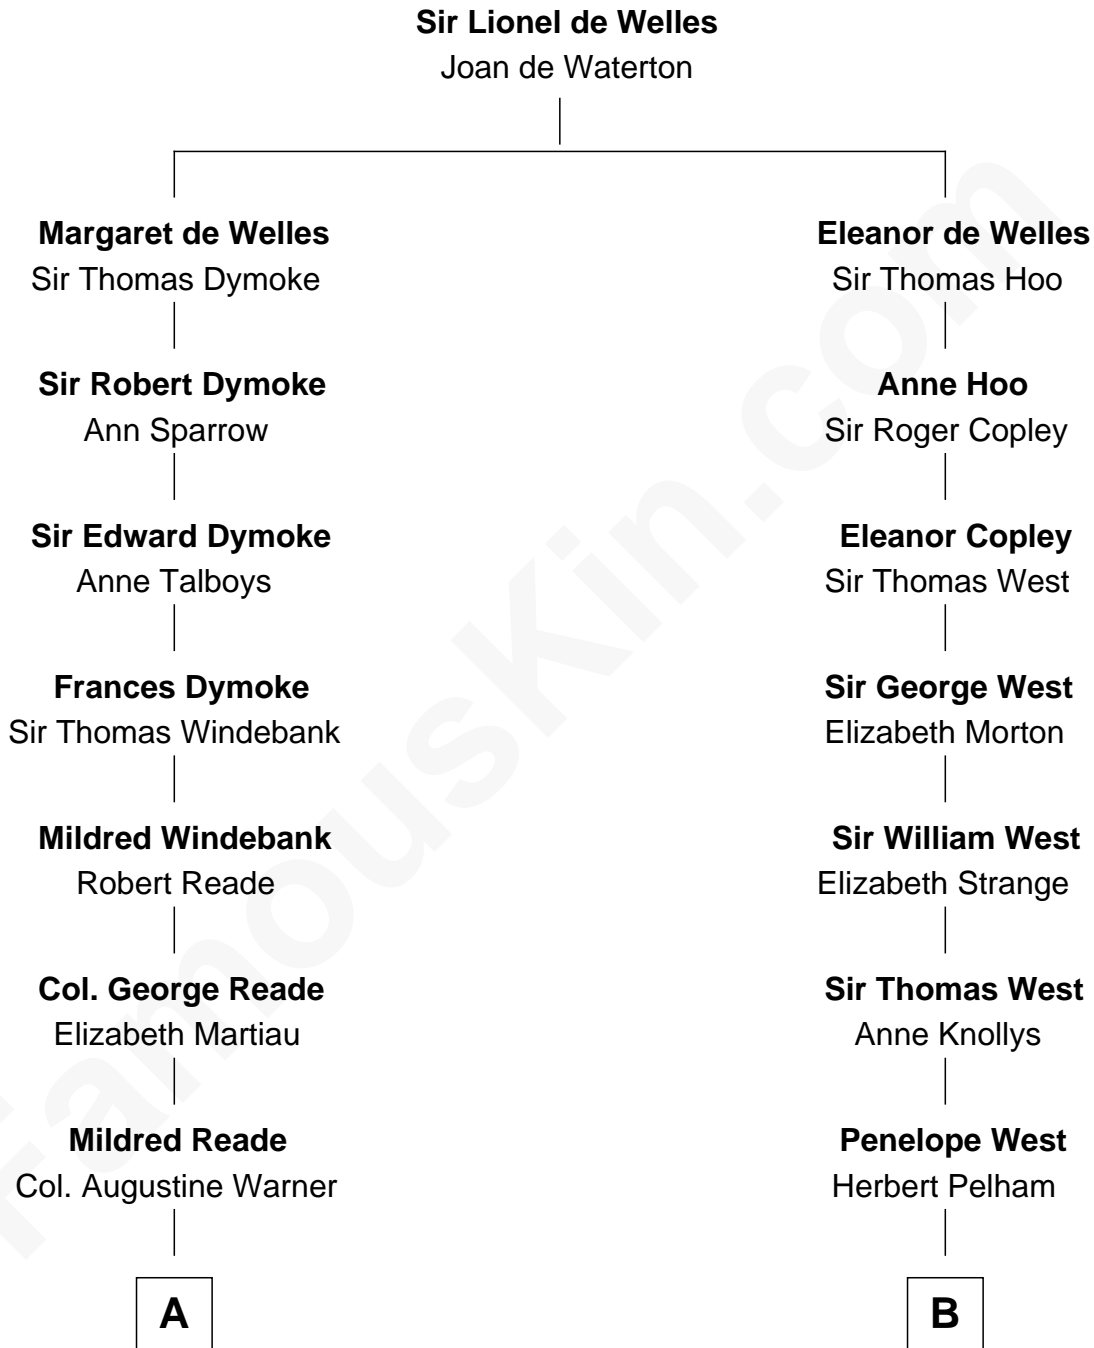 Sir Lionel de Welles
Joan de Waterton
Margaret de Welles
Sir Thomas Dymoke
Sir Robert Dymoke
Ann Sparrow
Sir Edward Dymoke
Anne Talboys
Frances Dymoke
Sir Thomas Windebank
Mildred Windebank
Robert Reade
Col. George Reade
Elizabeth Martiau
Mildred Reade
Col. Augustine Warner
A
Eleanor de Welles
Sir Thomas Hoo
Anne Hoo
Sir Roger Copley
Eleanor Copley
Sir Thomas West
Sir George West
Elizabeth Morton
Sir William West
Elizabeth Strange
Sir Thomas West
Anne Knollys
Penelope West
Herbert Pelham
B
FamousKin.com